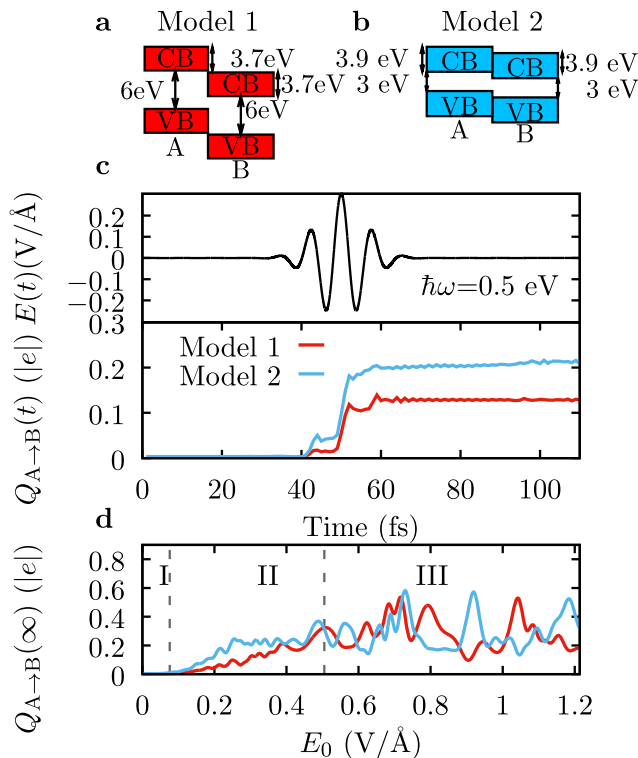 a Model 1
b Model 2
CB 3.7eV
CB 3.7eV
6eV 6eV
VB
VB
A
B
3.9 eV CB CB 3.9 eV
3 eV 3 eV
VB VB
A B
c
E(t)(V/Å)
0.2
0.1
0
−0.1
−0.2
ħω=0.5 eV
Q_{A→B}(t) (|e|)
0.3
0.2
0.1
0
Model 1
Model 2
0 20 40 60 80 100
Time (fs)
d
Q_{A→B}(∞) (|e|)
0.8
0.6
0.4
0.2
0
I II III
0 0.2 0.4 0.6 0.8 1 1.2
E_0 (V/Å)